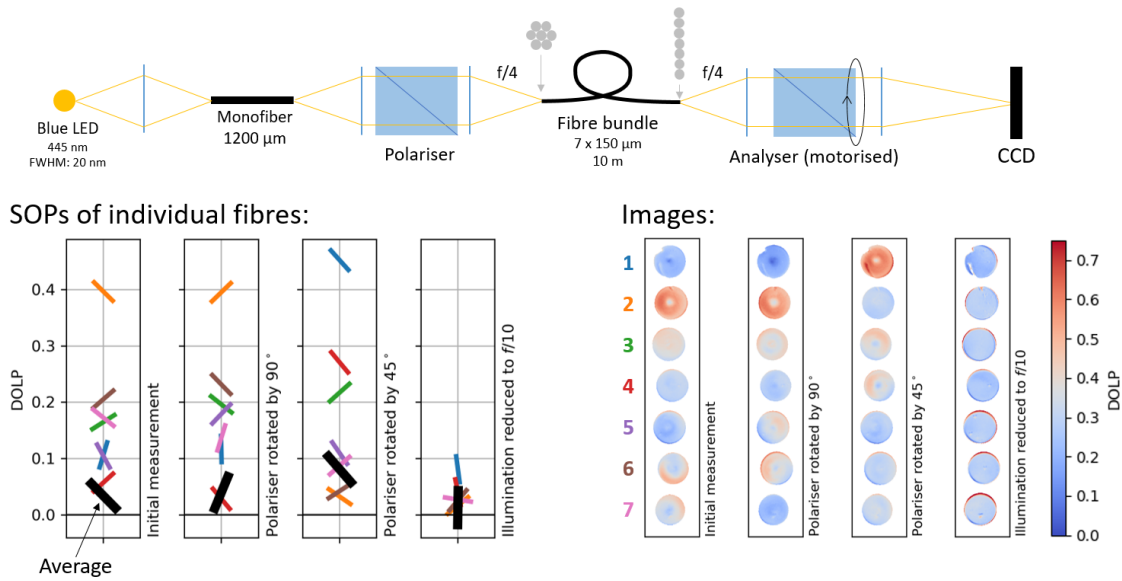 f/4
f/4
Blue LED
445 nm
FWHM: 20 nm
Monofiber
1200 µm
Polariser
Fibre bundle
7 x 150 µm
10 m
Analyser (motorised)
CCD
SOPs of individual fibres:
DOLP
0.4
0.3
0.2
0.1
0.0
Initial measurement
Polariser rotated by 90°
Polariser rotated by 45°
Illumination reduced to f/10
Average
Images:
1
2
3
4
5
6
7
Initial measurement
Polariser rotated by 90°
Polariser rotated by 45°
Illumination reduced to f/10
0.7
0.6
0.5
0.4
0.3
0.2
0.1
0.0
DOLP